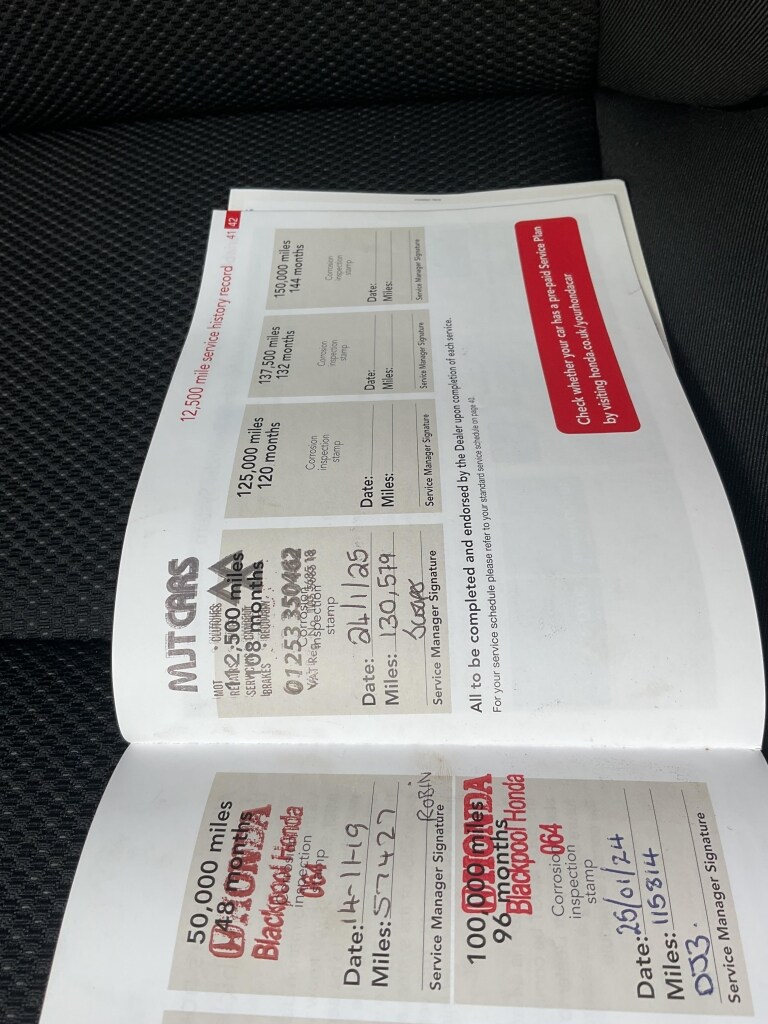 12,500 mile service history record 41 42
50,000 miles
48 months
HONDA
Blackpool Honda
064
inspection
Date: 14-11-19
Miles: 57427
Service Manager Signature
ROBIN
100,000 miles
96 months
HONDA
Blackpool Honda
064
Corrosion
inspection
stamp
Date: 25/01/24
Miles: 115814
Service Manager Signature
MJT CARS
MOT
• CLUTCHES
BRAKES
112,500 miles
108 months
01253 350462
Corrosion
inspection
stamp
Date: 24/1/25
Miles: 130,579
Service Manager Signature
125,000 miles
120 months
Corrosion
inspection
stamp
Date:
Miles:
Service Manager Signature
137,500 miles
132 months
Corrosion
inspection
stamp
Date:
Miles:
Service Manager Signature
150,000 miles
144 months
Corrosion
inspection
stamp
Date:
Miles:
Service Manager Signature
All to be completed and endorsed by the Dealer upon completion of each service.
For your service schedule please refer to your standard service schedule on page 40.
Check whether your car has a pre-paid Service Plan
by visiting honda.co.uk/yourhondacar